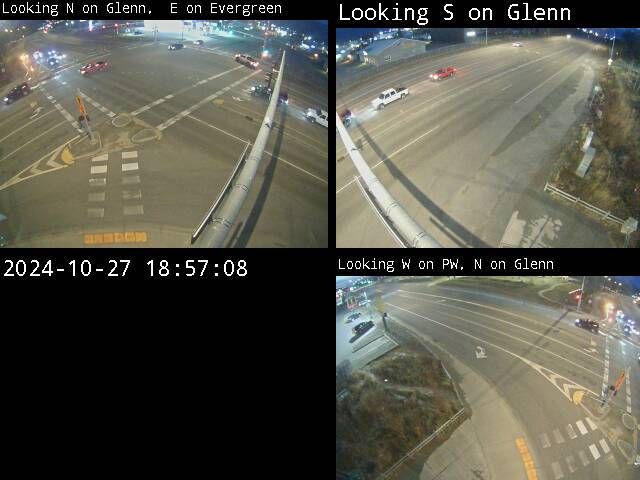 Looking N on Glenn, E on Evergreen
Looking S on Glenn
2024-10-27 18:57:08
Looking W on PW, N on Glenn